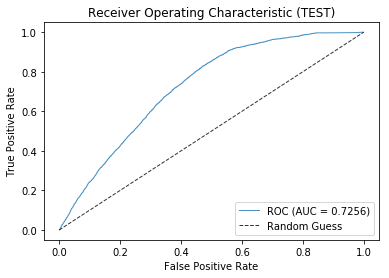 Receiver Operating Characteristic (TEST)
True Positive Rate
1.0
0.8
0.6
0.4
0.2
0.0
ROC (AUC = 0.7256)
Random Guess
0.0 0.2 0.4 0.6 0.8 1.0
False Positive Rate